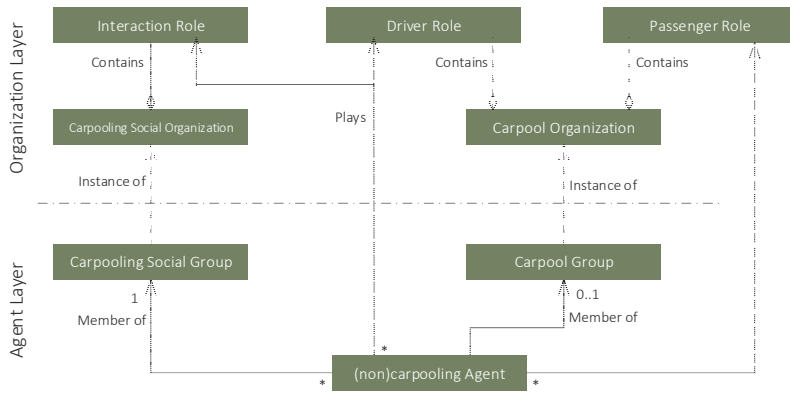 Organization Layer
Interaction Role
Driver Role
Passenger Role
Contains
Contains
Contains
Carpooling Social Organization
Plays
Carpool Organization
Instance of
Instance of
Agent Layer
Carpooling Social Group
Carpool Group
1
0..1
Member of
Member of
*
(non)carpooling Agent
*
*